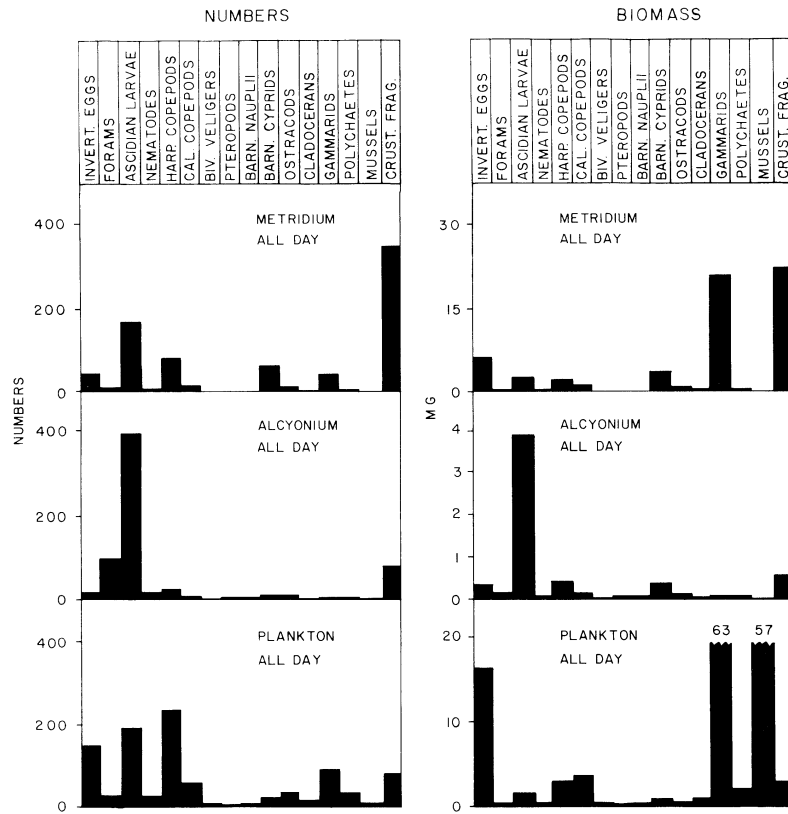 NUMBERS
INVERT. EGGS
FORAMS
ASCIDIAN LARVAE
NEMATODES
HARP. COPEPODS
CAL. COPEPODS
BIV. VELIGERS
PTEROPODS
BARN. NAUPLII
BARN. CYPRIDS
OSTRACODS
CLADOCERANS
GAMMARIDS
POLYCHAETES
MUSSELS
CRUST. FRAG.
NUMBERS
400
200
0
METRIDIUM
ALL DAY
400
200
0
ALCYONIUM
ALL DAY
400
200
0
PLANKTON
ALL DAY
BIOMASS
INVERT. EGGS
FORAMS
ASCIDIAN LARVAE
NEMATODES
HARP. COPEPODS
CAL. COPEPODS
BIV. VELIGERS
PTEROPODS
BARN. NAUPLII
BARN. CYPRIDS
OSTRACODS
CLADOCERANS
GAMMARIDS
POLYCHAETES
MUSSELS
CRUST. FRAG.
MG
30
15
0
METRIDIUM
ALL DAY
4
3
2
1
0
ALCYONIUM
ALL DAY
20
10
0
PLANKTON
ALL DAY
63
57